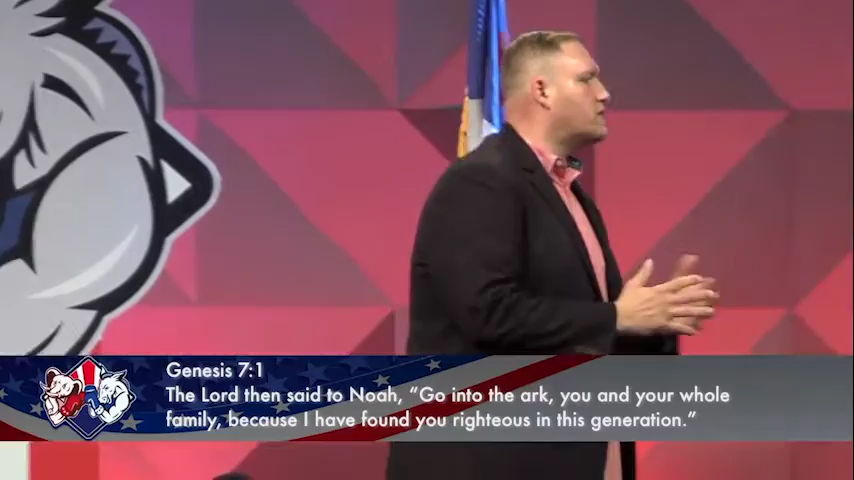 Genesis 7:1
The Lord then said to Noah, “Go into the ark, you and your whole
family, because I have found you righteous in this generation.”